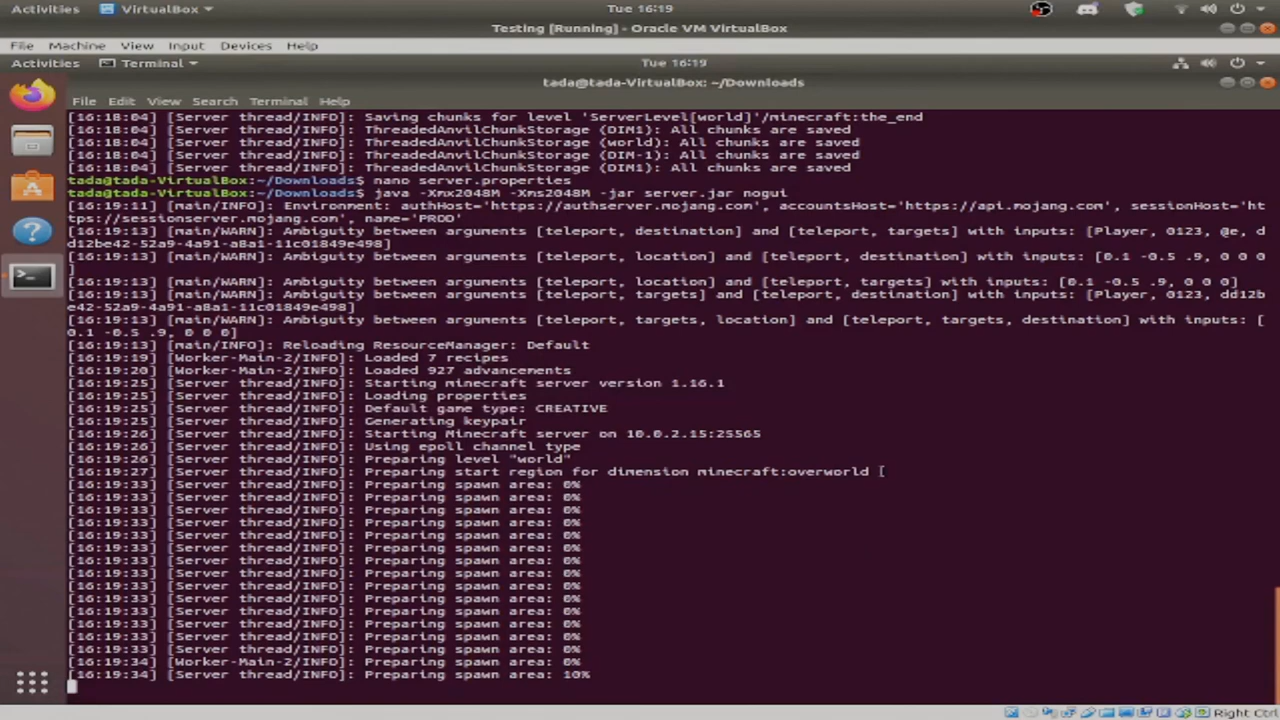 Activities VirtualBox Tue 16:19
Testing [Running] - Oracle VM VirtualBox
File Machine View Input Devices Help
Activities Terminal Tue 16:19
tada@tada-VirtualBox: ~/Downloads
File Edit View Search Terminal Help
[16:18:04] [Server thread/INFO]: Saving chunks for level 'ServerLevel[world]'/minecraft:the_end
[16:18:04] [Server thread/INFO]: ThreadedAnvilChunkStorage (DIM1): All chunks are saved
[16:18:04] [Server thread/INFO]: ThreadedAnvilChunkStorage (world): All chunks are saved
[16:18:04] [Server thread/INFO]: ThreadedAnvilChunkStorage (DIM-1): All chunks are saved
[16:18:04] [Server thread/INFO]: ThreadedAnvilChunkStorage (DIM1): All chunks are saved
tada@tada-VirtualBox:~/Downloads$ nano server.properties
tada@tada-VirtualBox:~/Downloads$ java -Xmx2048M -Xms2048M -jar server.jar nogui
[16:19:11] [main/INFO]: Environment: authHost='https://authserver.mojang.com', accountsHost='https://api.mojang.com', sessionHost='ht
tps://sessionserver.mojang.com', name='PROD'
[16:19:13] [main/WARN]: Ambiguity between arguments [teleport, destination] and [teleport, targets] with inputs: [Player, 0123, @e, d
d12be42-52a9-4a91-a8a1-11c01849e498]
[16:19:13] [main/WARN]: Ambiguity between arguments [teleport, location] and [teleport, destination] with inputs: [0.1 -0.5 .9, 0 0 0
]
[16:19:13] [main/WARN]: Ambiguity between arguments [teleport, location] and [teleport, targets] with inputs: [0.1 -0.5 .9, 0 0 0]
[16:19:13] [main/WARN]: Ambiguity between arguments [teleport, targets] and [teleport, destination] with inputs: [Player, 0123, dd12b
e42-52a9-4a91-a8a1-11c01849e498]
[16:19:13] [main/WARN]: Ambiguity between arguments [teleport, targets, location] and [teleport, targets, destination] with inputs: [
0.1 -0.5 .9, 0 0 0]
[16:19:13] [main/INFO]: Reloading ResourceManager: Default
[16:19:19] [Worker-Main-2/INFO]: Loaded 7 recipes
[16:19:20] [Worker-Main-2/INFO]: Loaded 927 advancements
[16:19:25] [Server thread/INFO]: Starting minecraft server version 1.16.1
[16:19:25] [Server thread/INFO]: Loading properties
[16:19:25] [Server thread/INFO]: Default game type: CREATIVE
[16:19:25] [Server thread/INFO]: Generating keypair
[16:19:26] [Server thread/INFO]: Starting Minecraft server on 10.0.2.15:25565
[16:19:26] [Server thread/INFO]: Using epoll channel type
[16:19:26] [Server thread/INFO]: Preparing level "world"
[16:19:27] [Server thread/INFO]: Preparing start region for dimension minecraft:overworld
[16:19:33] [Server thread/INFO]: Preparing spawn area: 0%
[16:19:33] [Server thread/INFO]: Preparing spawn area: 0%
[16:19:33] [Server thread/INFO]: Preparing spawn area: 0%
[16:19:33] [Server thread/INFO]: Preparing spawn area: 0%
[16:19:33] [Server thread/INFO]: Preparing spawn area: 0%
[16:19:33] [Server thread/INFO]: Preparing spawn area: 0%
[16:19:33] [Server thread/INFO]: Preparing spawn area: 0%
[16:19:33] [Server thread/INFO]: Preparing spawn area: 0%
[16:19:33] [Server thread/INFO]: Preparing spawn area: 0%
[16:19:33] [Server thread/INFO]: Preparing spawn area: 0%
[16:19:33] [Server thread/INFO]: Preparing spawn area: 0%
[16:19:33] [Server thread/INFO]: Preparing spawn area: 0%
[16:19:33] [Server thread/INFO]: Preparing spawn area: 0%
[16:19:33] [Server thread/INFO]: Preparing spawn area: 0%
[16:19:34] [Worker-Main-2/INFO]: Preparing spawn area: 0%
[16:19:34] [Server thread/INFO]: Preparing spawn area: 10%
Right Ctrl